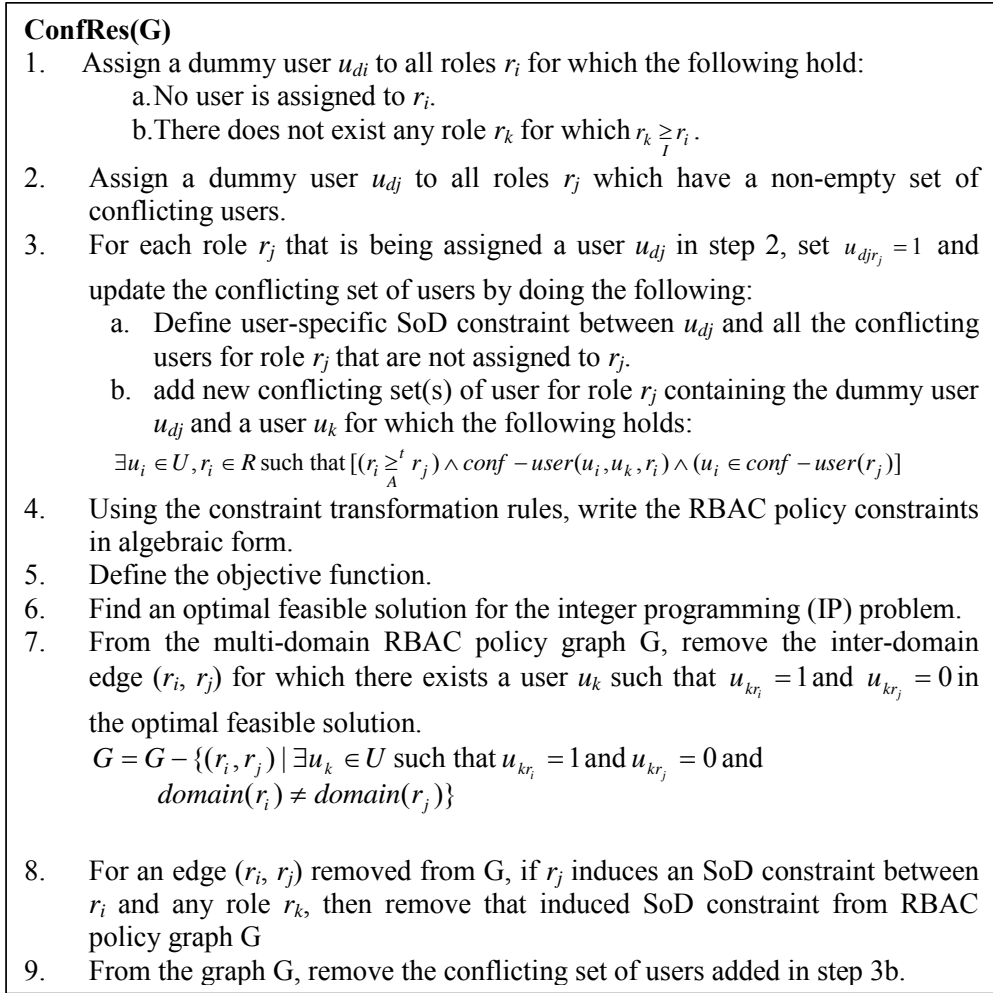 ConfRes(G)
1. Assign a dummy user u_di to all roles r_i for which the following hold:
a.No user is assigned to r_i.
b.There does not exist any role r_k for which r_k ≥_I r_i .
2. Assign a dummy user u_dj to all roles r_j which have a non-empty set of
conflicting users.
3. For each role r_j that is being assigned a user u_dj in step 2, set u_djr_j = 1 and
update the conflicting set of users by doing the following:
a. Define user-specific SoD constraint between u_dj and all the conflicting
users for role r_j that are not assigned to r_j.
b. add new conflicting set(s) of user for role r_j containing the dummy user
u_dj and a user u_k for which the following holds:
∃u_i ∈ U, r_i ∈ R such that [(r_i ≥_A^t r_j) ∧ conf − user(u_i, u_k, r_i) ∧ (u_i ∈ conf − user(r_j)]
4. Using the constraint transformation rules, write the RBAC policy constraints
in algebraic form.
5. Define the objective function.
6. Find an optimal feasible solution for the integer programming (IP) problem.
7. From the multi-domain RBAC policy graph G, remove the inter-domain
edge (r_i, r_j) for which there exists a user u_k such that u_kr_i = 1 and u_kr_j = 0 in
the optimal feasible solution.
G = G − {(r_i, r_j) | ∃u_k ∈ U such that u_kr_i = 1 and u_kr_j = 0 and
domain(r_i) ≠ domain(r_j)}
8. For an edge (r_i, r_j) removed from G, if r_j induces an SoD constraint between
r_i and any role r_k, then remove that induced SoD constraint from RBAC
policy graph G
9. From the graph G, remove the conflicting set of users added in step 3b.